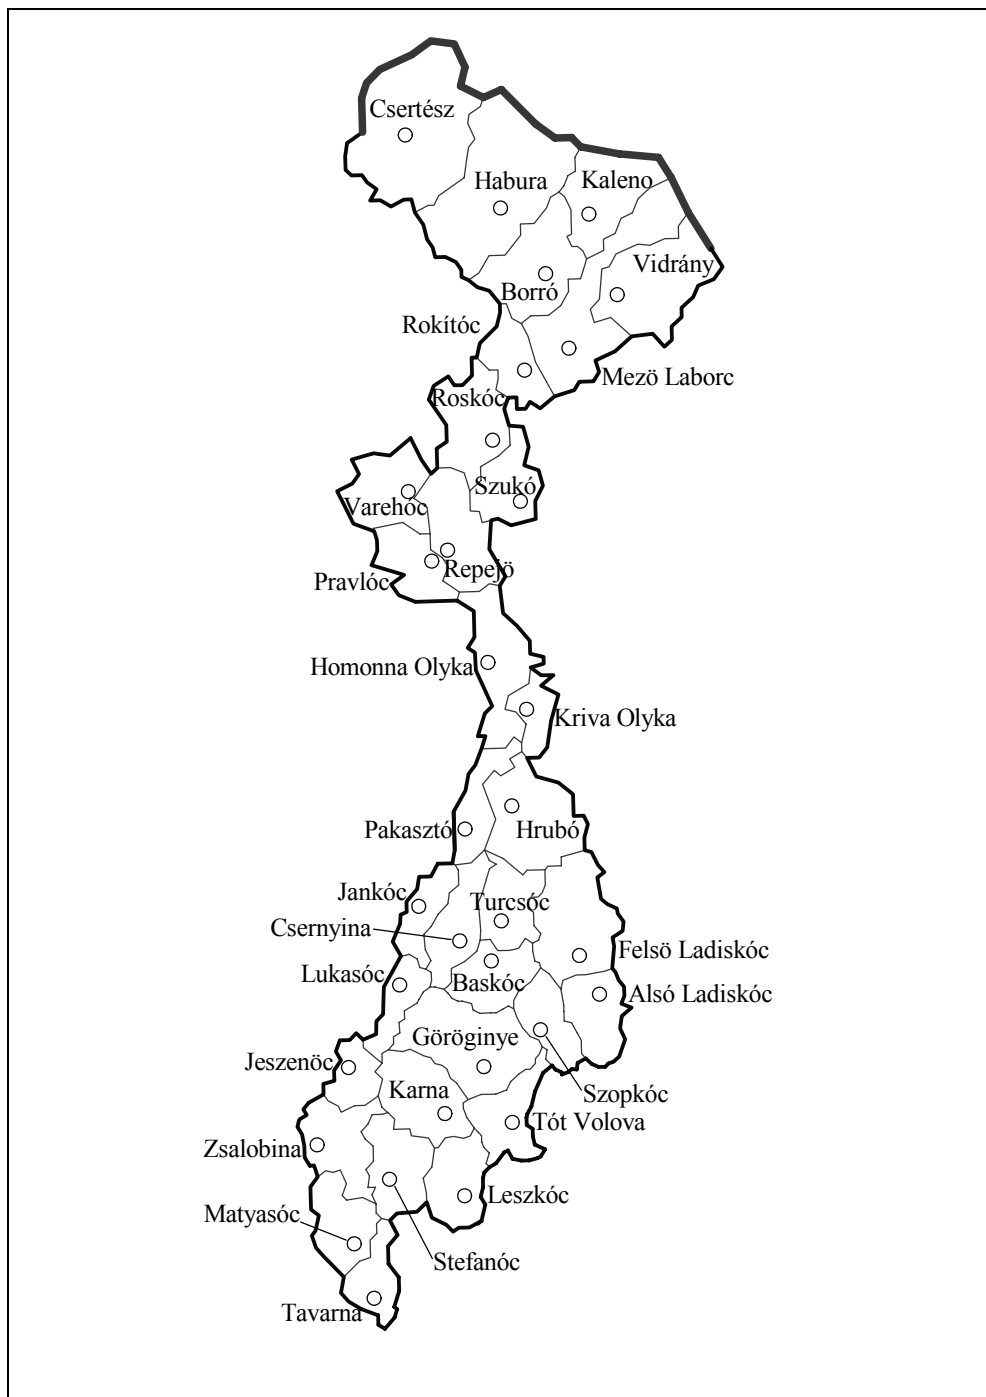 Csertész
Habura
Kaleno
Vidrány
Borró
Rokítóc
Mezö Laborc
Roskóc
Szukó
Varehóc
Repejö
Pravlóc
Homonna Olyka
Kriva Olyka
Pakasztó
Hrubó
Jankóc
Turcsóc
Csernyina
Felsö Ladiskóc
Lukasóc
Baskóc
Alsó Ladiskóc
Göröginye
Jeszenöc
Karna
Szopkóc
Tót Volova
Zsalobina
Leszkóc
Matyasóc
Stefanóc
Tavarna